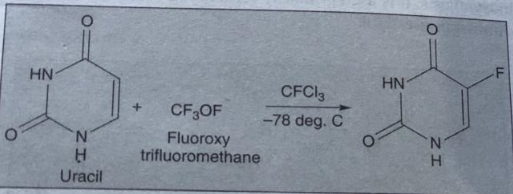 O
O
HN
F
HN
CFCl₃
+
CF₃OF
–78 deg. C
O
N
H
Fluoroxy
trifluoromethane
O
N
H
Uracil